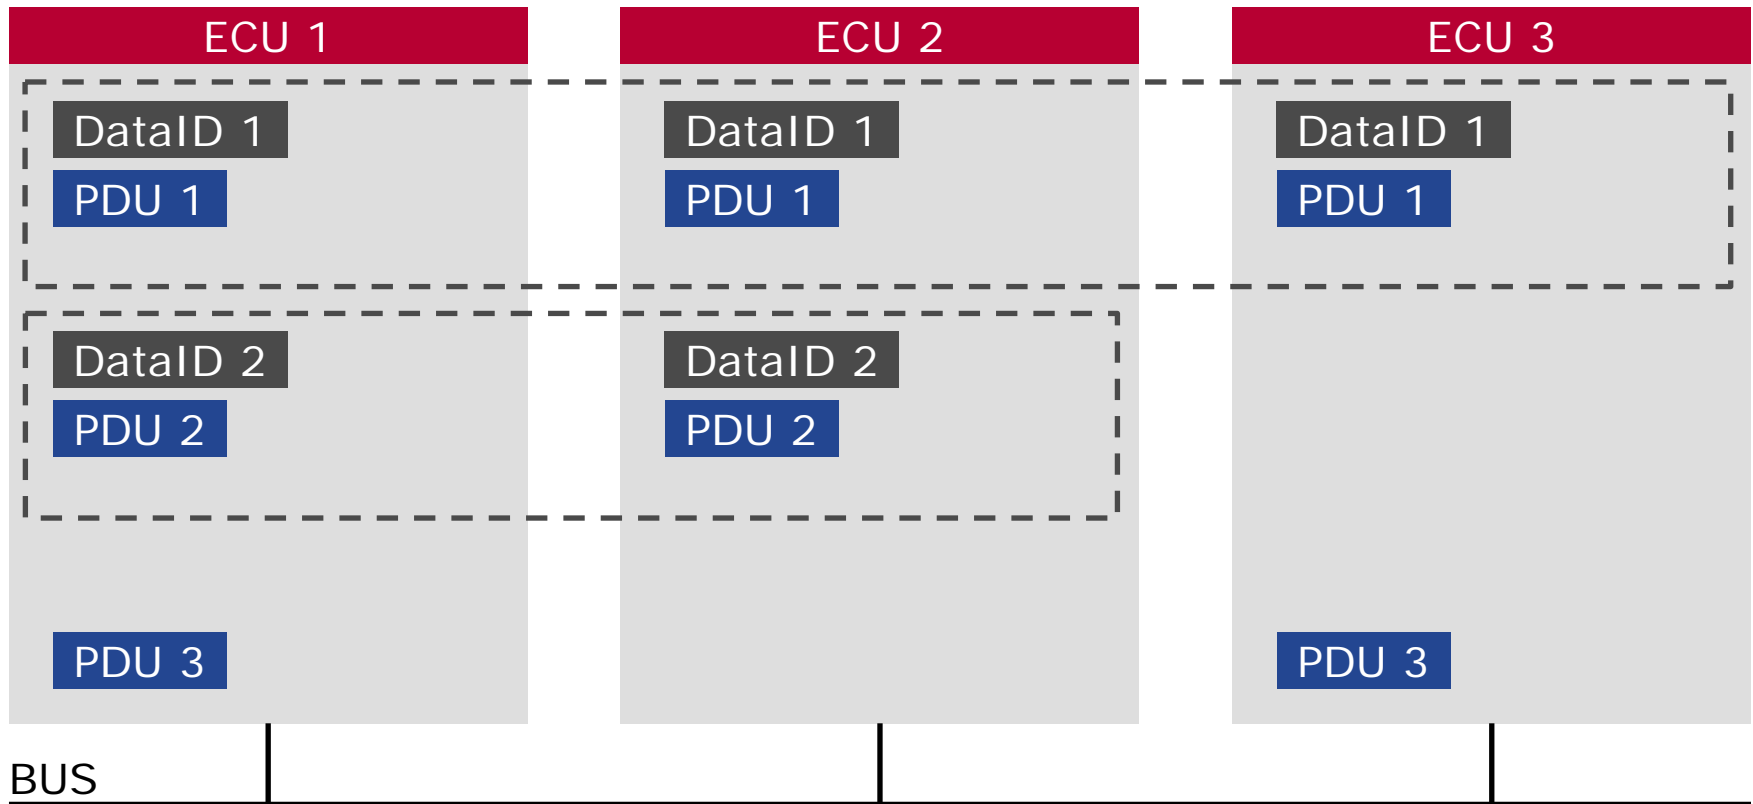 ECU 1
ECU 2
ECU 3
DataID 1
DataID 1
DataID 1
PDU 1
PDU 1
PDU 1
DataID 2
DataID 2
PDU 2
PDU 2
PDU 3
PDU 3
BUS